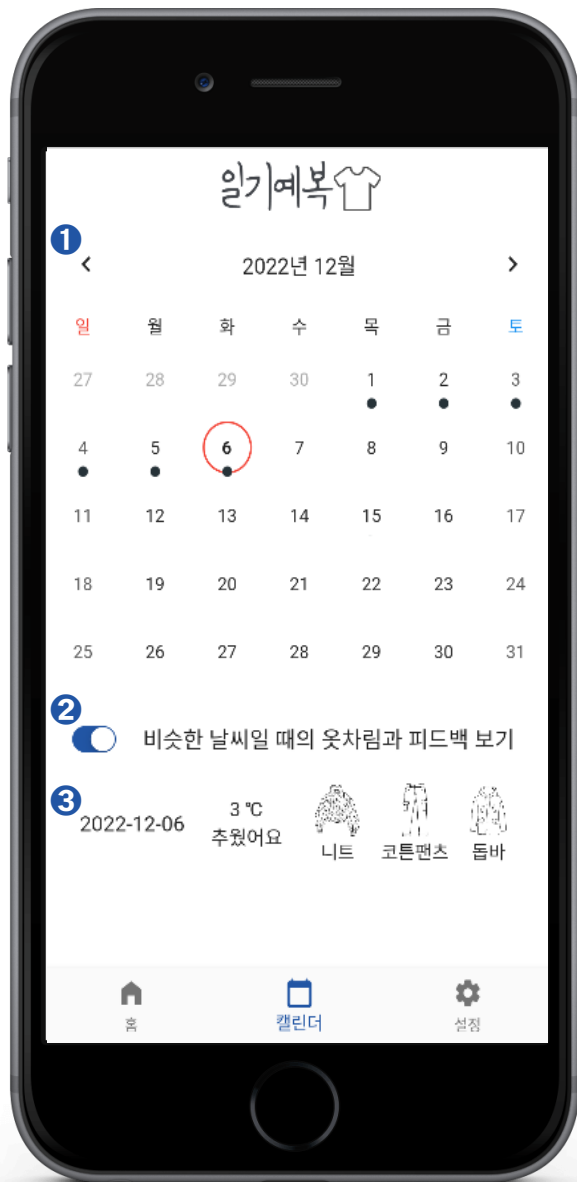 일기예복
❶
< 2022년 12월 >
일 월 화 수 목 금 토
27 28 29 30 1 2 3
4 5 6 7 8 9 10
11 12 13 14 15 16 17
18 19 20 21 22 23 24
25 26 27 28 29 30 31
❷
비슷한 날씨일 때의 옷차림과 피드백 보기
❸
2022-12-06 3 ℃ 추웠어요 니트 코튼팬츠 돕바
홈 캘린더 설정